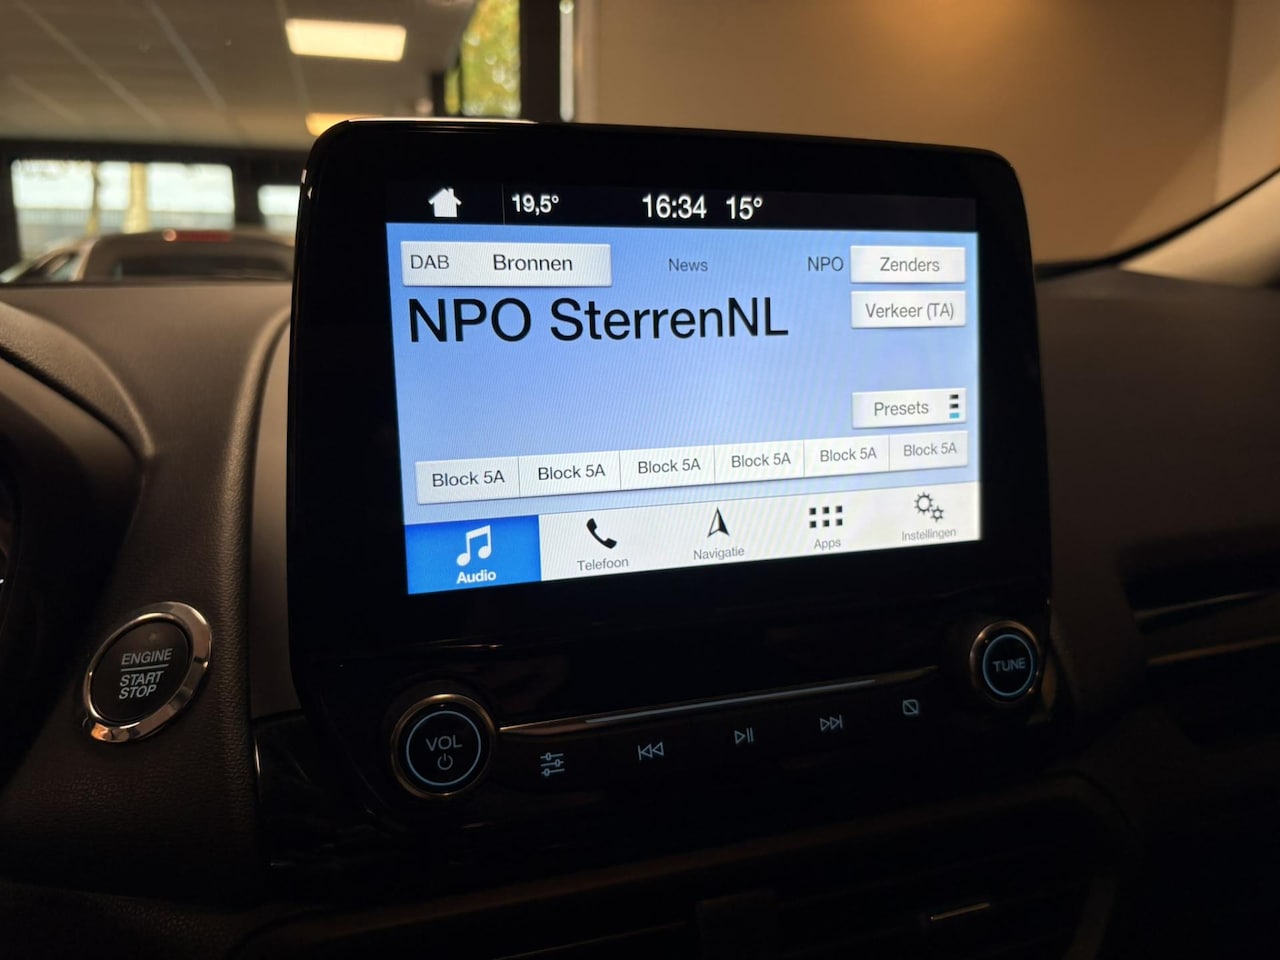 19,5° 16:34 15°
DAB Bronnen News NPO Zenders
NPO SterrenNL
Verkeer (TA)
Presets
Block 5A Block 5A Block 5A Block 5A Block 5A Block 5A
Audio Telefoon Navigatie Apps Instellingen
ENGINE
START
STOP
VOL
TUNE